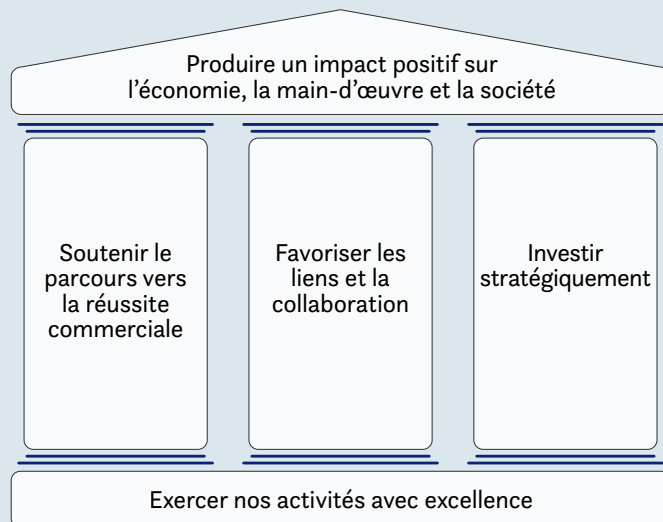 Produire un impact positif sur
l’économie, la main-d’œuvre et la société
Soutenir le
parcours vers
la réussite
commerciale
Favoriser les
liens et la
collaboration
Investir
stratégiquement
Exercer nos activités avec excellence